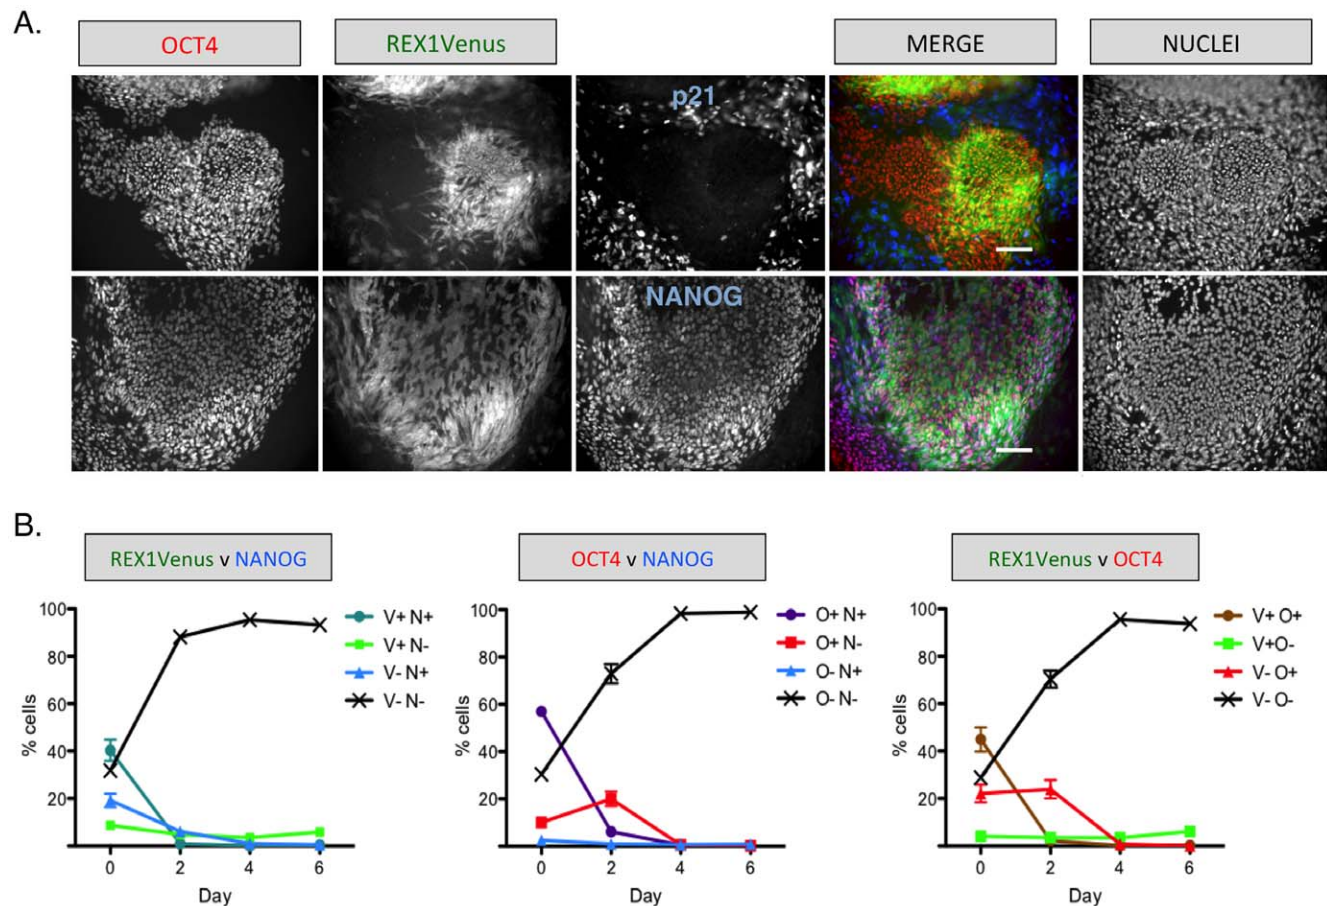 A.
OCT4
REX1Venus
MERGE
NUCLEI
p21
NANOG
B.
REX1Venus v NANOG
OCT4 v NANOG
REX1Venus v OCT4
100
80
60
40
20
% cells
0 2 4 6
Day
V+ N+
V+ N-
V- N+
V- N-
100
80
60
40
20
% cells
0 2 4 6
Day
O+ N+
O+ N-
O- N+
O- N-
100
80
60
40
20
% cells
0 2 4 6
Day
V+ O+
V+O-
V- O+
V- O-